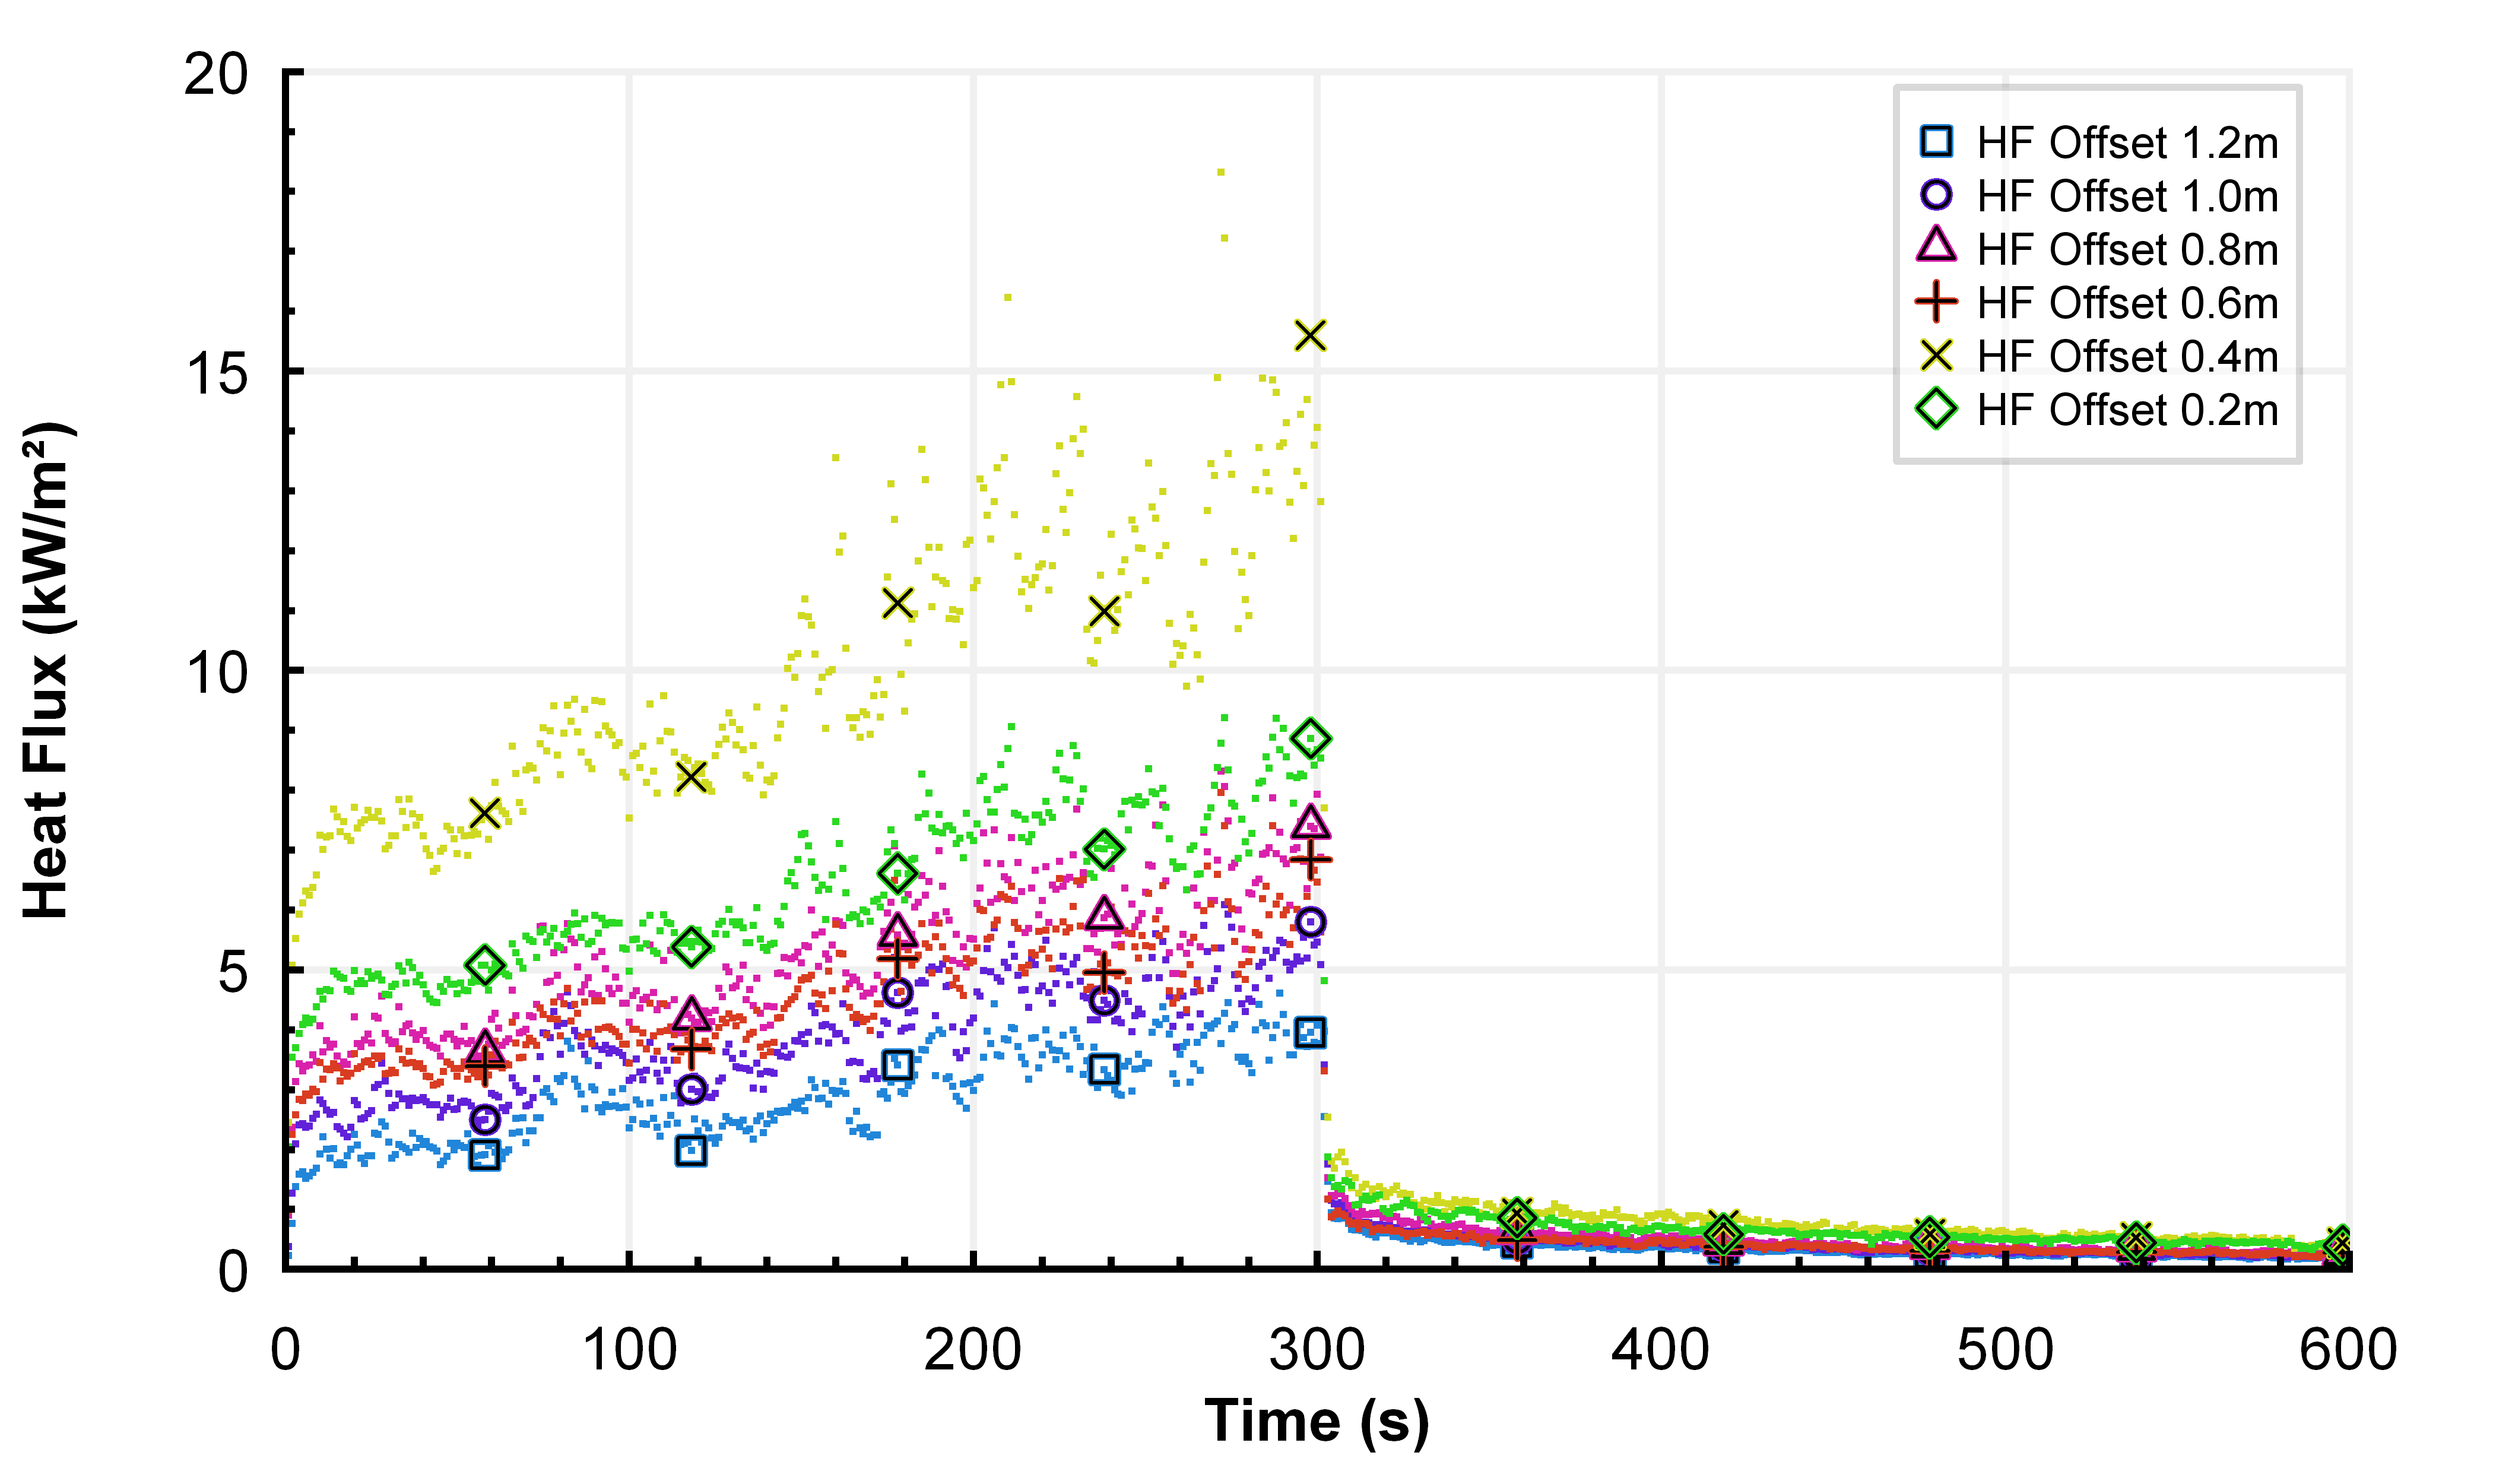 20
15
10
5
0
Heat Flux (kW/m²)
HF Offset 1.2m
HF Offset 1.0m
HF Offset 0.8m
HF Offset 0.6m
HF Offset 0.4m
HF Offset 0.2m
0 100 200 300 400 500 600
Time (s)